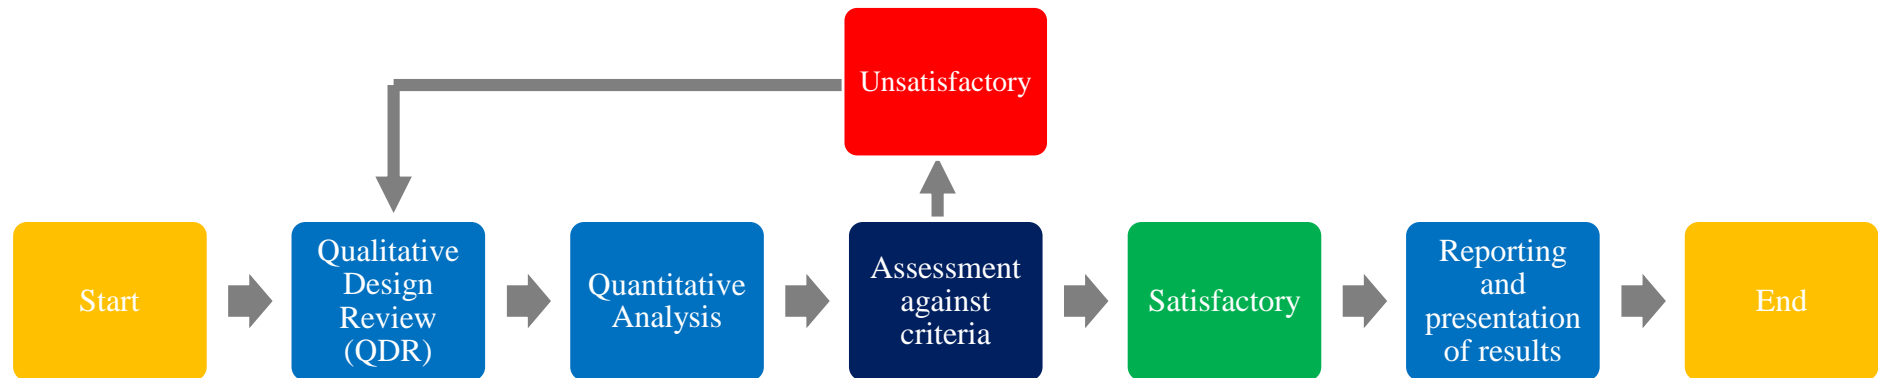 Unsatisfactory
Start
Qualitative
Design
Review
(QDR)
Quantitative
Analysis
Assessment
against
criteria
Satisfactory
Reporting
and
presentation
of results
End